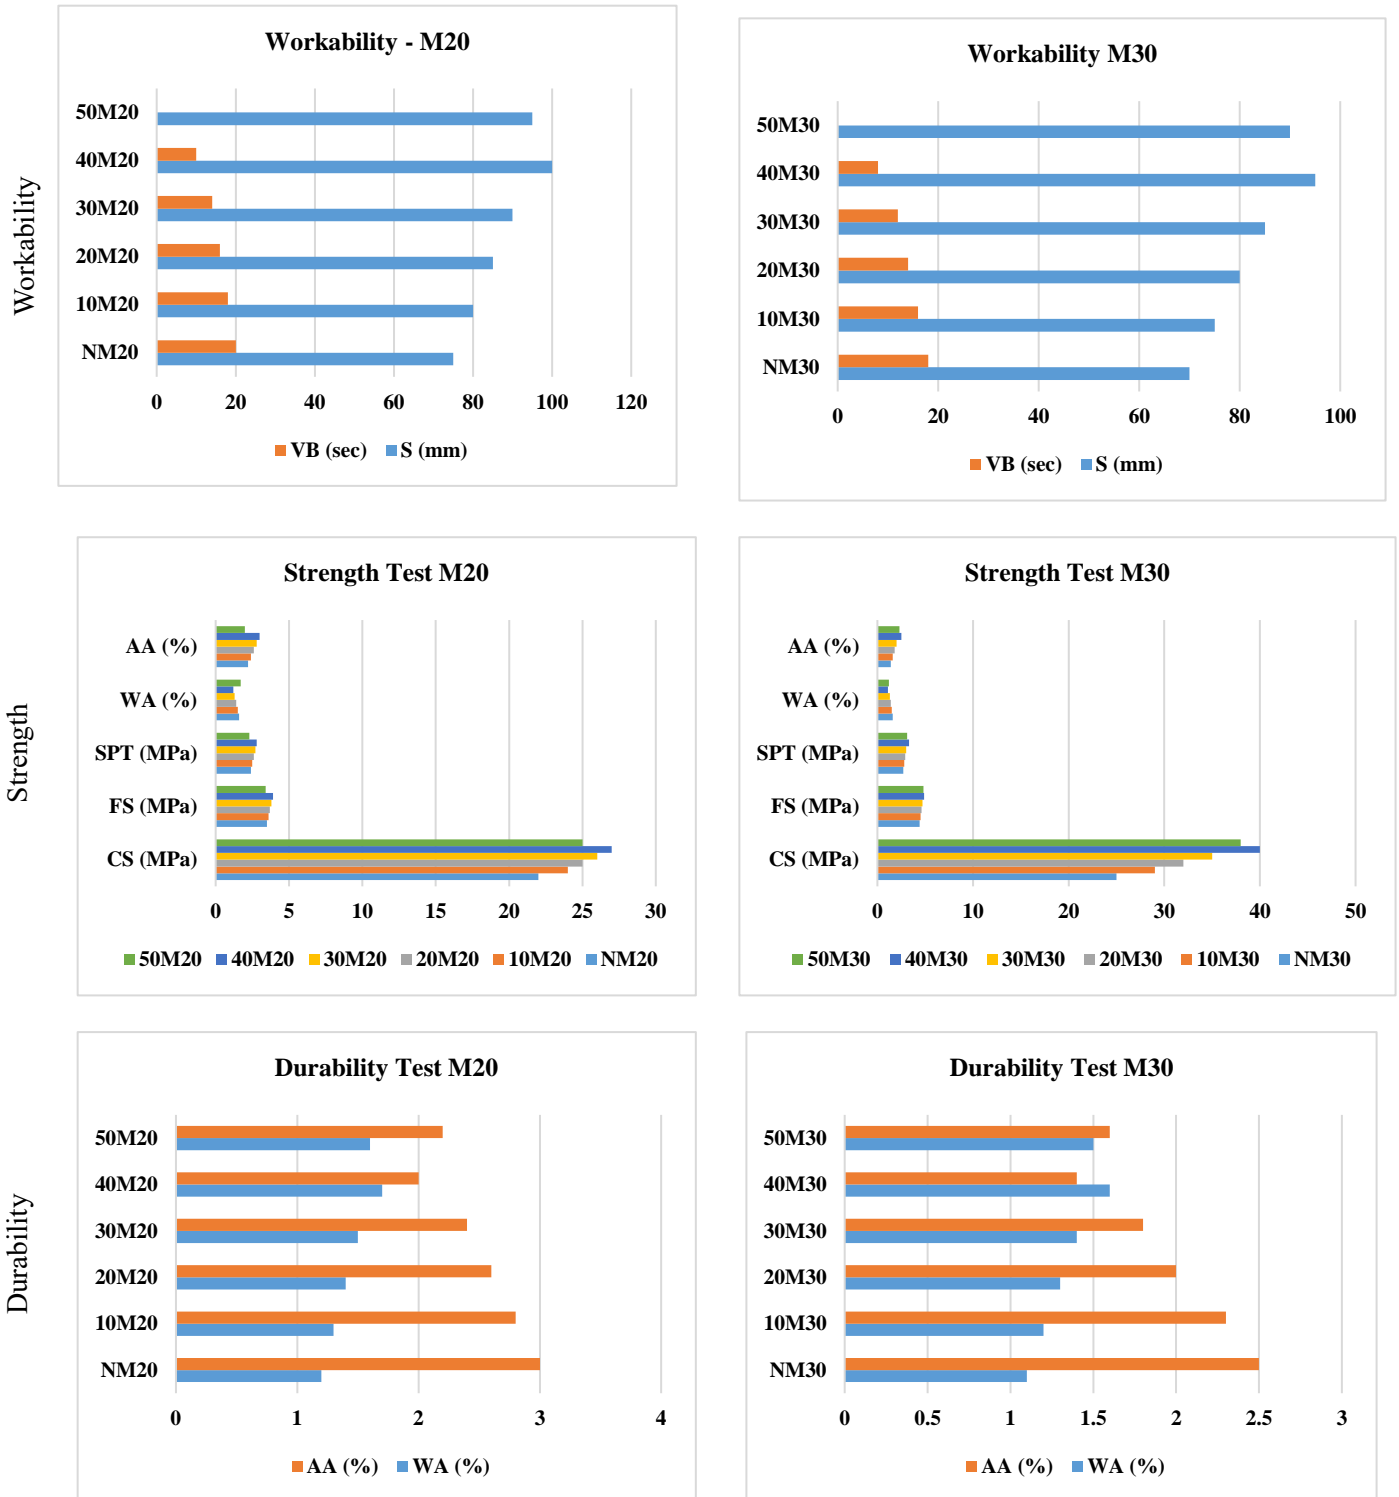 Workability
Workability - M20
50M20
40M20
30M20
20M20
10M20
NM20
0 20 40 60 80 100 120
VB (sec) S (mm)
Workability M30
50M30
40M30
30M30
20M30
10M30
NM30
0 20 40 60 80 100
VB (sec) S (mm)
Strength
Strength Test M20
AA (%)
WA (%)
SPT (MPa)
FS (MPa)
CS (MPa)
0 5 10 15 20 25 30
50M20 40M20 30M20 20M20 10M20 NM20
Strength Test M30
AA (%)
WA (%)
SPT (MPa)
FS (MPa)
CS (MPa)
0 10 20 30 40 50
50M30 40M30 30M30 20M30 10M30 NM30
Durability
Durability Test M20
50M20
40M20
30M20
20M20
10M20
NM20
0 1 2 3 4
AA (%) WA (%)
Durability Test M30
50M30
40M30
30M30
20M30
10M30
NM30
0 0.5 1 1.5 2 2.5 3
AA (%) WA (%)